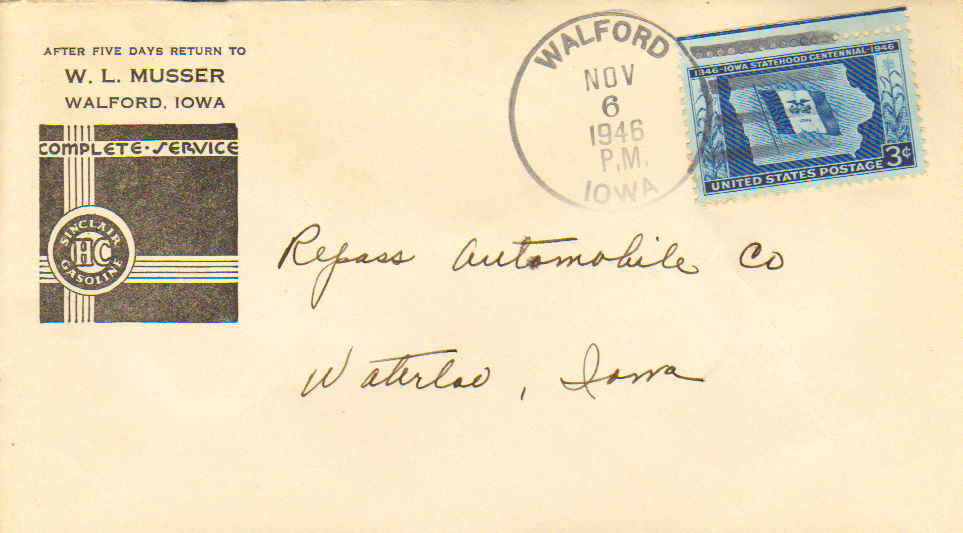 AFTER FIVE DAYS RETURN TO
W. L. MUSSER
WALFORD, IOWA
COMPLETE·SERVICE
SINCLAIR
HC
GASOLINE
WALFORD
NOV
6
1946
P.M.
IOWA
1846-IOWA STATEHOOD CENTENNIAL-1946
UNITED STATES POSTAGE 3¢
Repass Automobile Co
Waterloo, Iowa